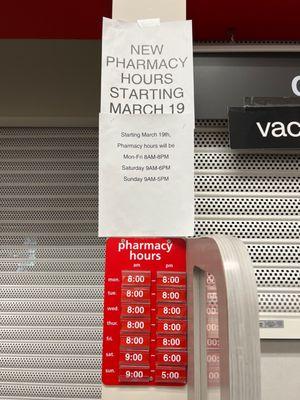 NEW
PHARMACY
HOURS
STARTING
MARCH 19
Starting March 19th,
Pharmacy hours will be
Mon-Fri 8AM-8PM
Saturday 9AM-6PM
Sunday 9AM-5PM
vac
pharmacy
hours
am pm
mon. 8:00 - 8:00
tue. 8:00 - 8:00
wed. 8:00 - 8:00
thur. 8:00 - 8:00
fri. 8:00 - 8:00
sat. 9:00 - 6:00
sun. 9:00 - 5:00